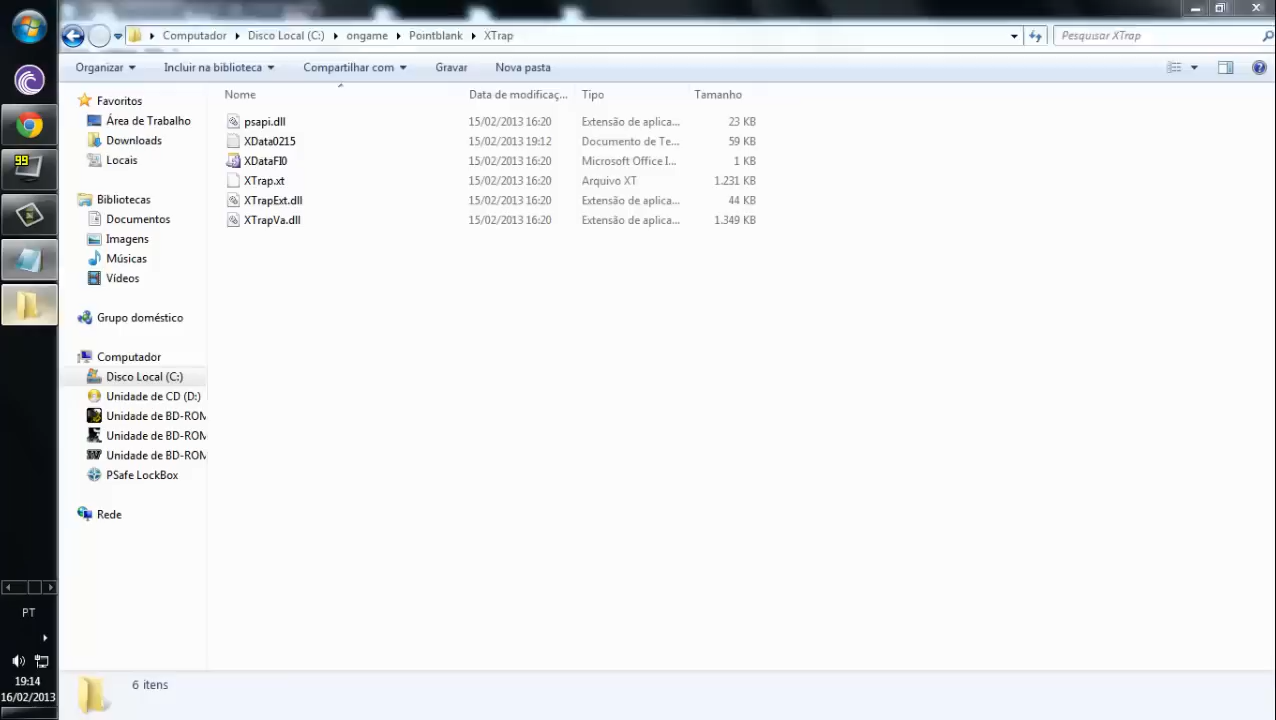 Computador Disco Local (C:) ongame Pointblank XTrap Pesquisar XTrap
Organizar Incluir na biblioteca Compartilhar com Gravar Nova pasta
Nome Data de modificaç... Tipo Tamanho
psapi.dll 15/02/2013 16:20 Extensão de aplica... 23 KB
XData0215 15/02/2013 19:12 Documento de Te... 59 KB
XDataFI0 15/02/2013 16:20 Microsoft Office I... 1 KB
XTrap.xt 15/02/2013 16:20 Arquivo XT 1.231 KB
XTrapExt.dll 15/02/2013 16:20 Extensão de aplica... 44 KB
XTrapVa.dll 15/02/2013 16:20 Extensão de aplica... 1.349 KB
Favoritos
Área de Trabalho
Downloads
Locais
Bibliotecas
Documentos
Imagens
Músicas
Vídeos
Grupo doméstico
Computador
Disco Local (C:)
Unidade de CD (D:)
Unidade de BD-ROM
Unidade de BD-ROM
Unidade de BD-ROM
PSafe LockBox
Rede
6 itens
99
PT
19:14
16/02/2013